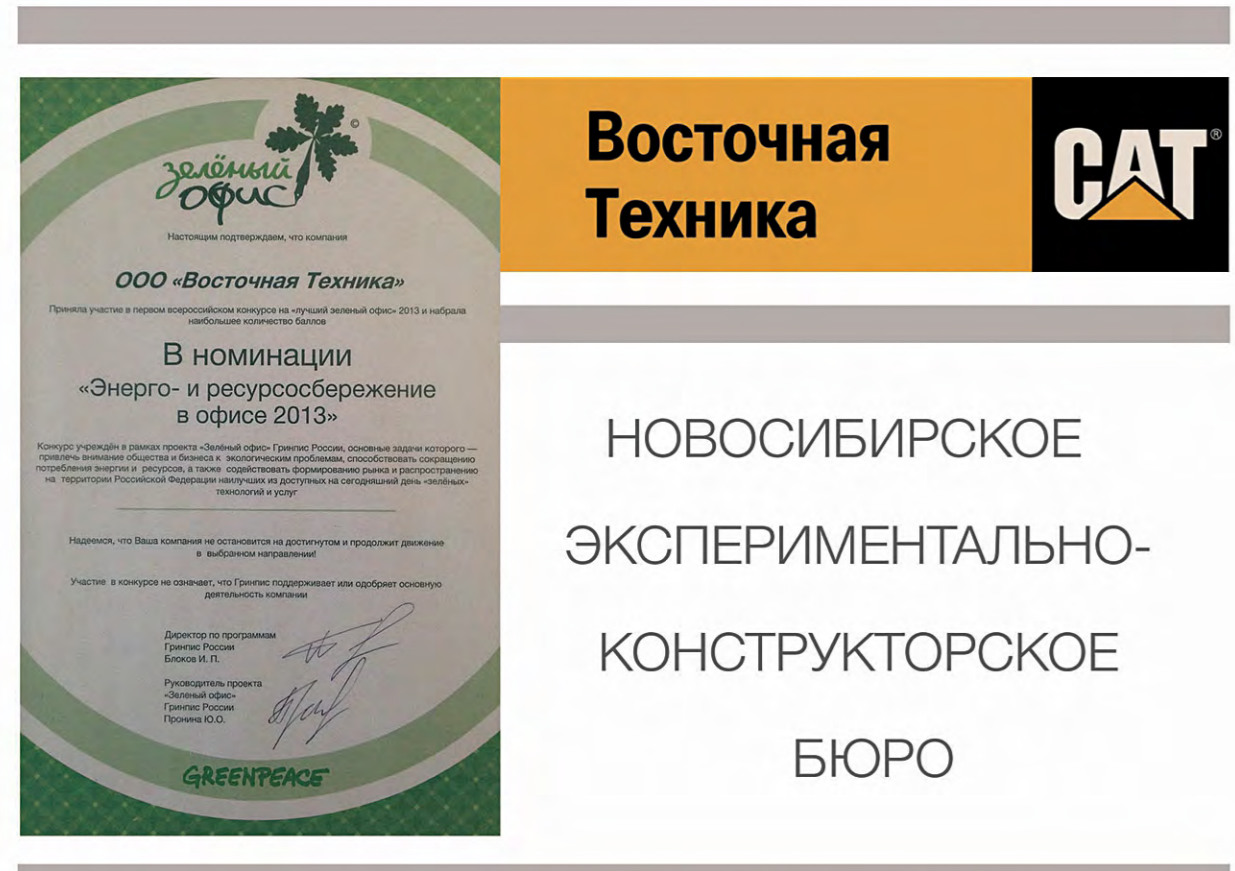 зелёный
офис
©
Настоящим подтверждаем, что компания
ООО «Восточная Техника»
Приняла участие в первом всероссийском конкурсе на «лучший зеленый офис» 2013 и набрала
наибольшее количество баллов
В номинации
«Энерго- и ресурсосбережение
в офисе 2013»
Конкурс учреждён в рамках проекта «Зелёный офис» Гринпис России, основные задачи которого —
привлечь внимание общества и бизнеса к экологическим проблемам, способствовать сокращению
потребления энергии и ресурсов, а также содействовать формированию рынка и распространению
на территории Российской Федерации наилучших из доступных на сегодняшний день «зелёных»
технологий и услуг
Надеемся, что Ваша компания не остановится на достигнутом и продолжит движение
в выбранном направлении!
Участие в конкурсе не означает, что Гринпис поддерживает или одобряет основную
деятельность компании
Директор по программам
Гринпис России
Блоков И. П.
Руководитель проекта
«Зеленый офис»
Гринпис России
Пронина Ю.О.
GREENPEACE
Восточная
Техника
CAT®
НОВОСИБИРСКОЕ
ЭКСПЕРИМЕНТАЛЬНО-
КОНСТРУКТОРСКОЕ
БЮРО